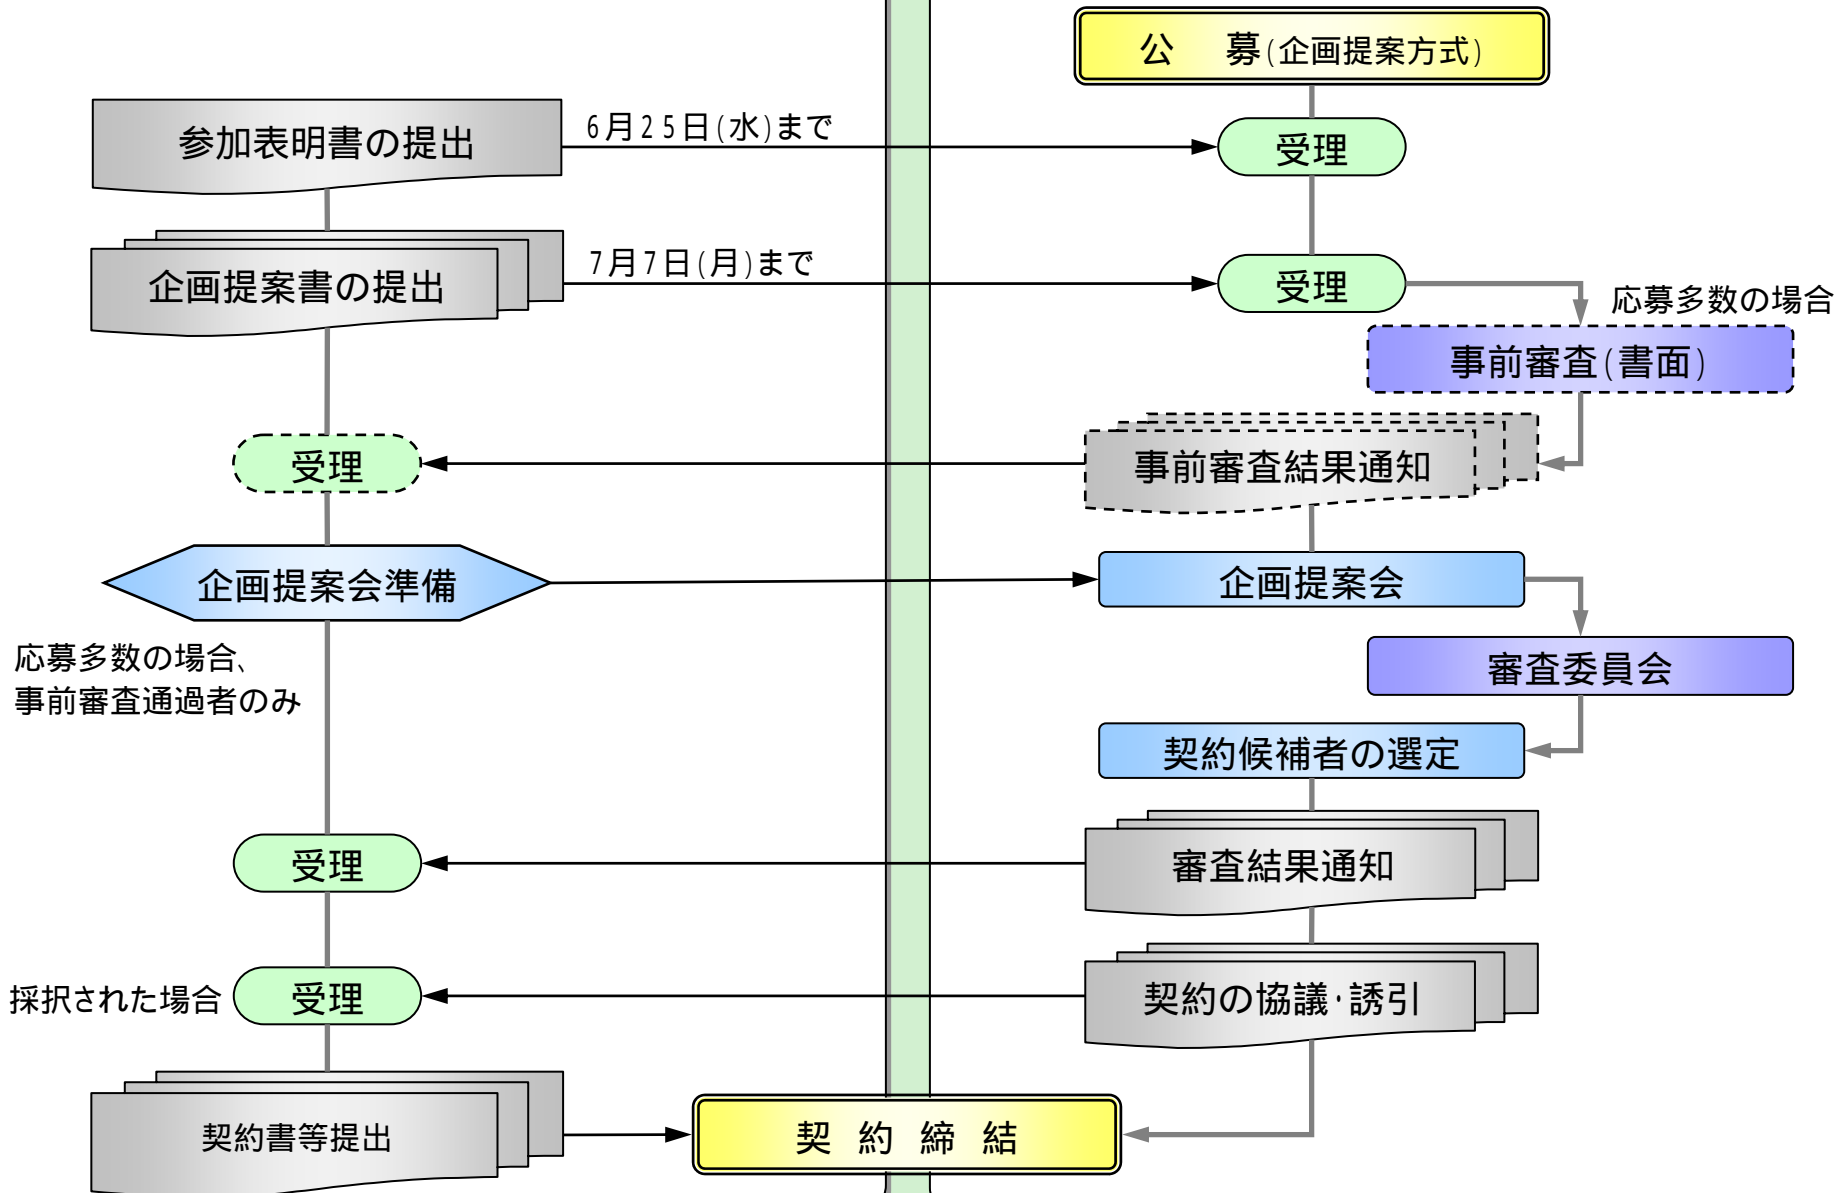 公 募(企画提案方式)
参加表明書の提出
6月25日(水)まで
受理
企画提案書の提出
7月7日(月)まで
受理
応募多数の場合
事前審査(書面)
受理
事前審査結果通知
企画提案会準備
企画提案会
応募多数の場合、
事前審査通過者のみ
審査委員会
契約候補者の選定
受理
審査結果通知
採択された場合
受理
契約の協議・誘引
契約書等提出
契 約 締 結